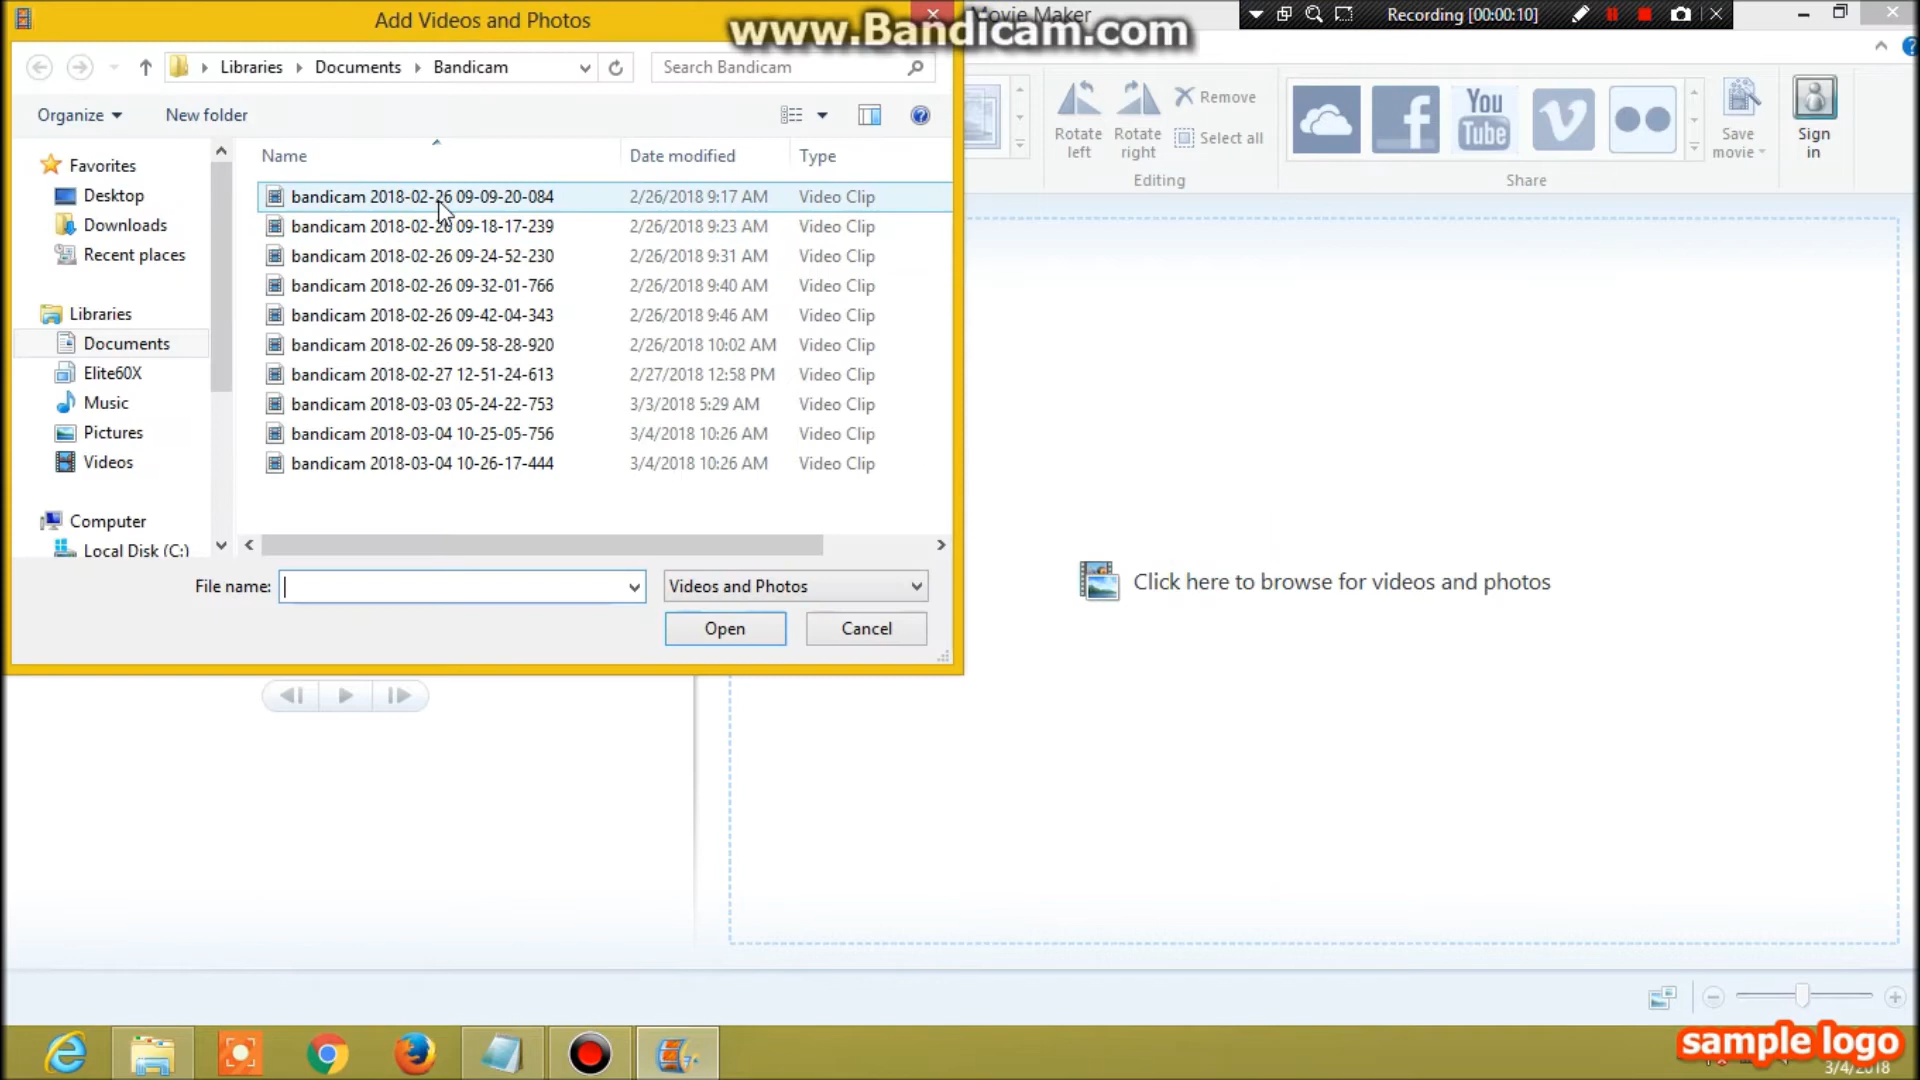 Add Videos and Photos
www.Bandicam.com
Movie Maker
Recording [00:00:10]
Libraries
Documents
Bandicam
Search Bandicam
Organize
New folder
Rotate left
Rotate right
Remove
Select all
Editing
You Tube
Share
Save movie
Sign in
Name
Date modified
Type
Favorites
Desktop
Downloads
Recent places
Libraries
Documents
Elite60X
Music
Pictures
Videos
Computer
Local Disk (C:)
bandicam 2018-02-26 09-09-20-084 2/26/2018 9:17 AM Video Clip
bandicam 2018-02-26 09-18-17-239 2/26/2018 9:23 AM Video Clip
bandicam 2018-02-26 09-24-52-230 2/26/2018 9:31 AM Video Clip
bandicam 2018-02-26 09-32-01-766 2/26/2018 9:40 AM Video Clip
bandicam 2018-02-26 09-42-04-343 2/26/2018 9:46 AM Video Clip
bandicam 2018-02-26 09-58-28-920 2/26/2018 10:02 AM Video Clip
bandicam 2018-02-27 12-51-24-613 2/27/2018 12:58 PM Video Clip
bandicam 2018-03-03 05-24-22-753 3/3/2018 5:29 AM Video Clip
bandicam 2018-03-04 10-25-05-756 3/4/2018 10:26 AM Video Clip
bandicam 2018-03-04 10-26-17-444 3/4/2018 10:26 AM Video Clip
File name:
Videos and Photos
Open
Cancel
Click here to browse for videos and photos
sample logo
3/4/2018